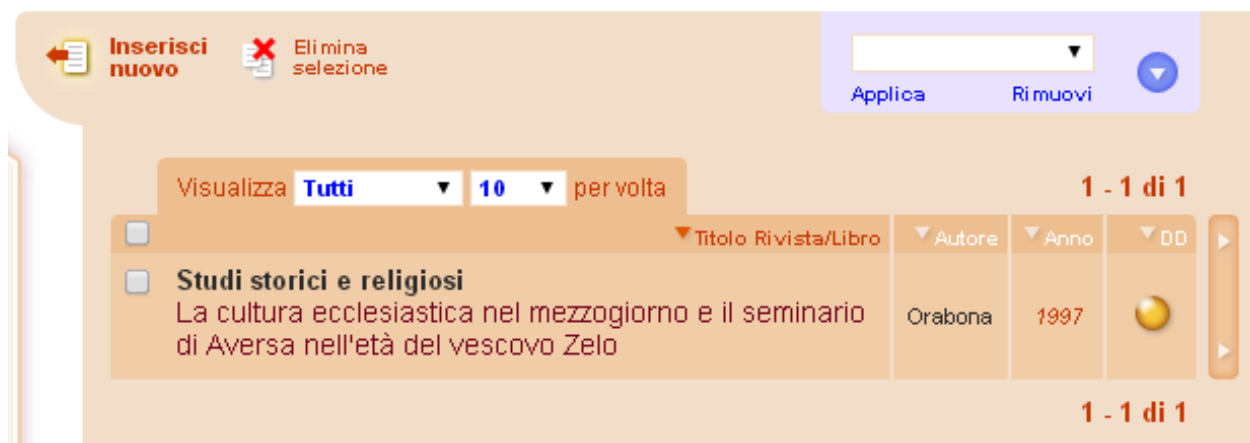 Inserisci nuovo
Elimina selezione
Applica Rimuovi
Visualizza Tutti 10 per volta
1 - 1 di 1
Titolo Rivista/Libro Autore Anno DD
Studi storici e religiosi
La cultura ecclesiastica nel mezzogiorno e il seminario Orabona 1997
di Aversa nell'età del vescovo Zelo
1 - 1 di 1